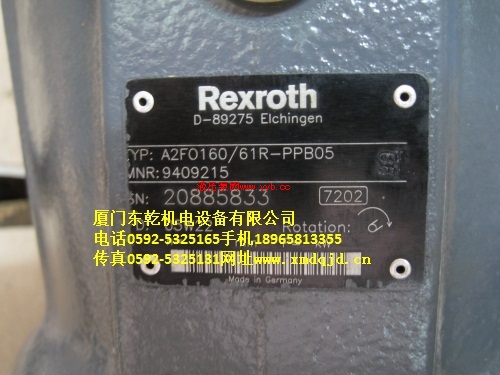 Rexroth
D-89275 Elchingen
TYP: A2FO160/61R-PPB05
MNR: 9409215
SN: 20885833 7202
Rotation:
厦门东乾机电设备有限公司
电话0592-5325165手机18965813355
传真0592-5325131网址www.xmdqjd.cn
Made in Germany